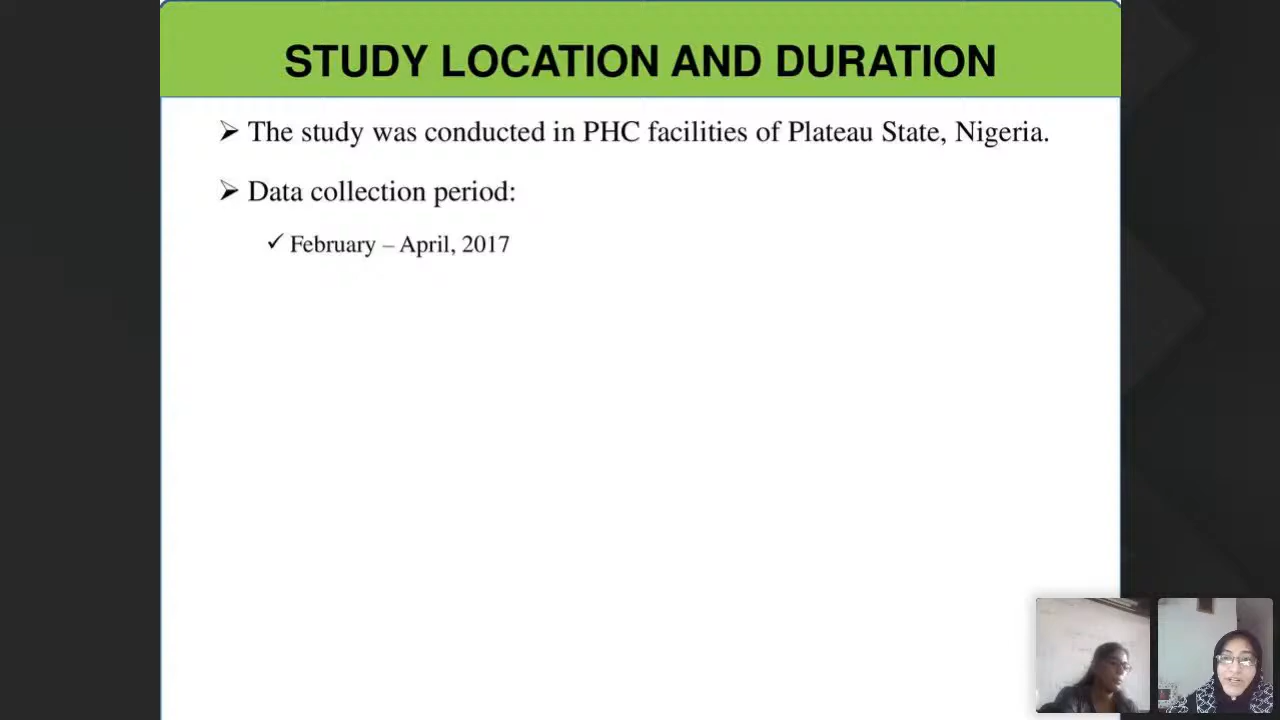 STUDY LOCATION AND DURATION
➢ The study was conducted in PHC facilities of Plateau State, Nigeria.
➢ Data collection period:
✓ February – April, 2017